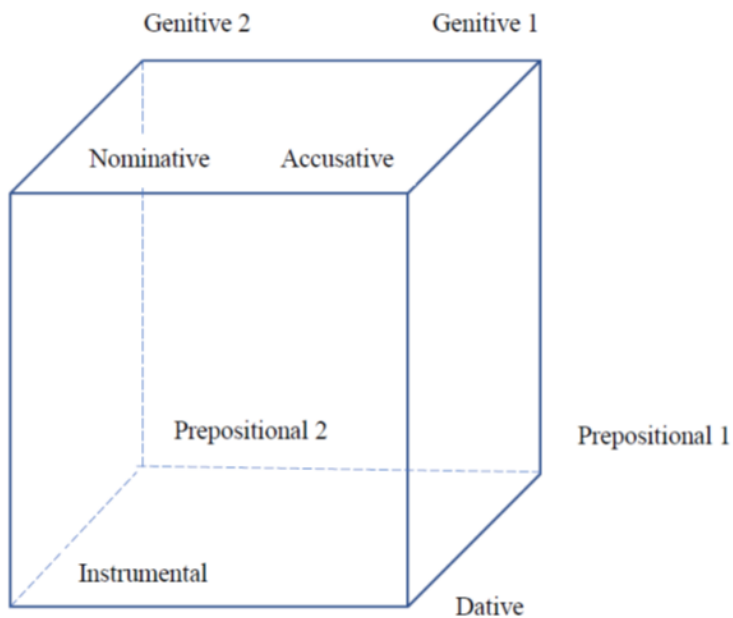 Genitive 2
Genitive 1
Nominative
Accusative
Prepositional 2
Prepositional 1
Instrumental
Dative